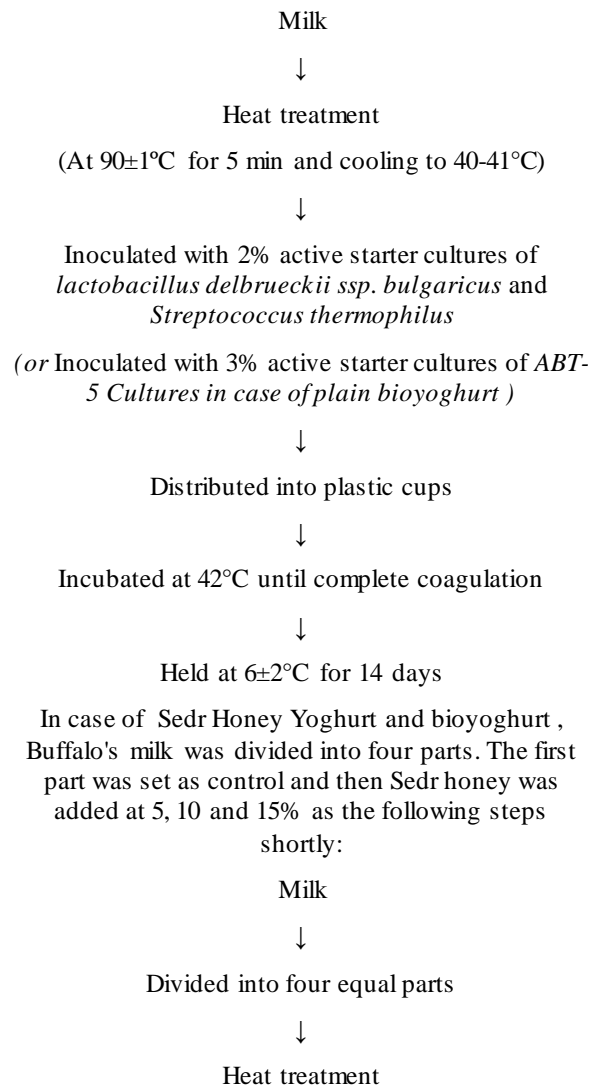 Milk
↓
Heat treatment
(At 90±1ºC for 5 min and cooling to 40-41°C)
↓
Inoculated with 2% active starter cultures of
lactobacillus delbrueckii ssp. bulgaricus and
Streptococcus thermophilus
(or Inoculated with 3% active starter cultures of ABT-
5 Cultures in case of plain bioyoghurt )
↓
Distributed into plastic cups
↓
Incubated at 42°C until complete coagulation
↓
Held at 6±2°C for 14 days
In case of Sedr Honey Yoghurt and bioyoghurt ,
Buffalo's milk was divided into four parts. The first
part was set as control and then Sedr honey was
added at 5, 10 and 15% as the following steps
shortly:
Milk
↓
Divided into four equal parts
↓
Heat treatment